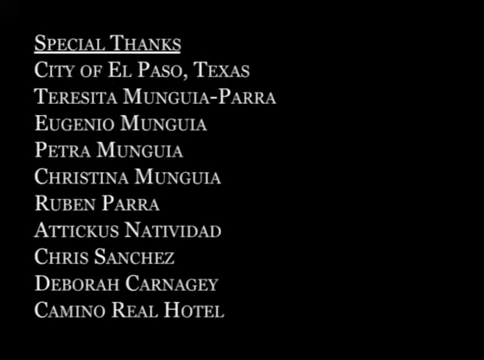 Special Thanks
City of El Paso, Texas
Teresita Munguia-Parra
Eugenio Munguia
Petra Munguia
Christina Munguia
Ruben Parra
Attickus Natividad
Chris Sanchez
Deborah Carnagey
Camino Real Hotel